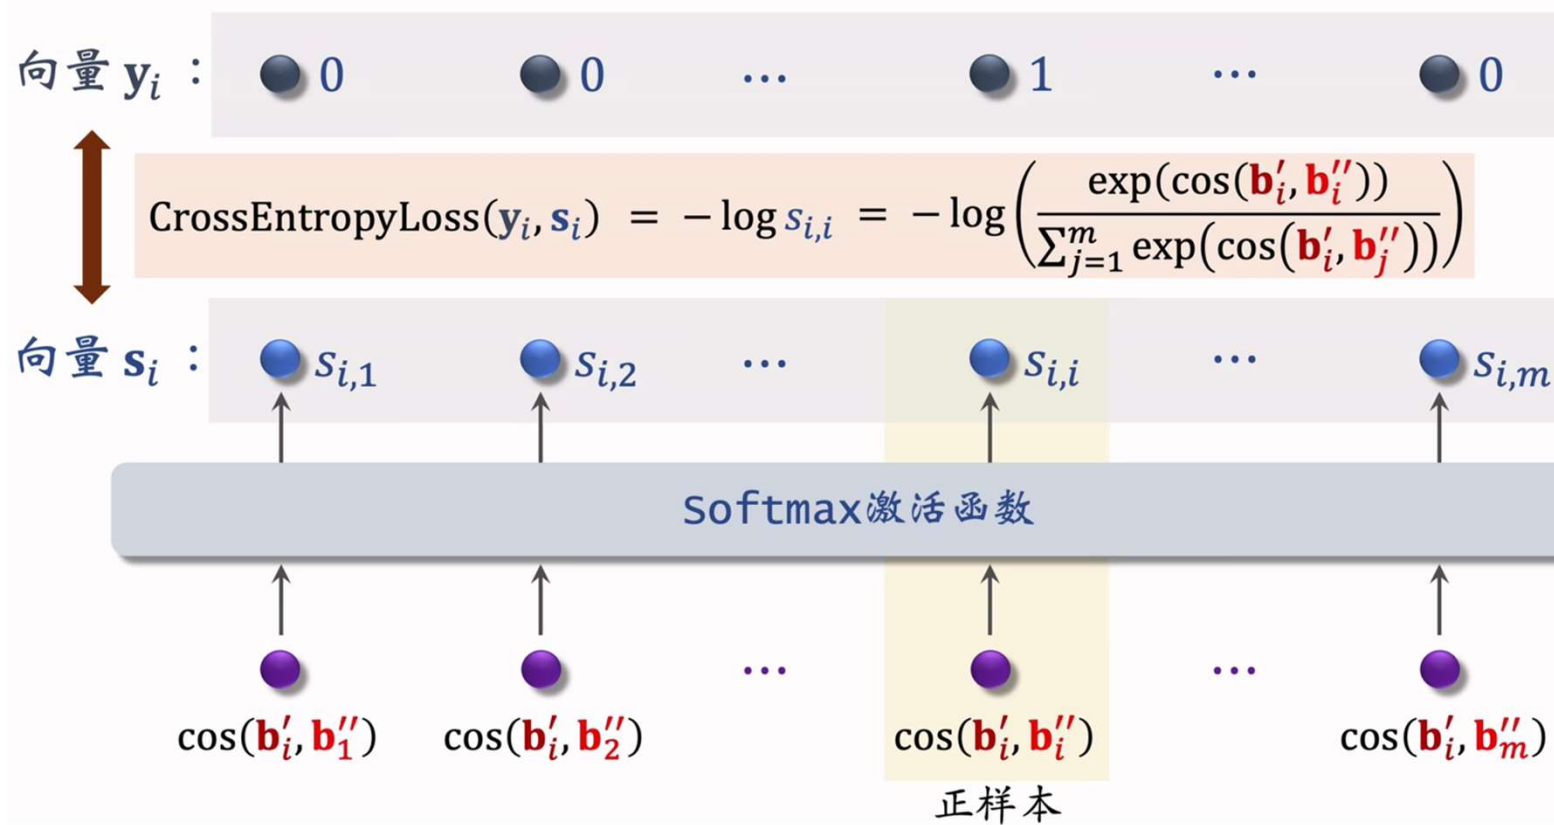 向量 𝐲ᵢ : 0 0 ⋯ 1 ⋯ 0
CrossEntropyLoss(𝐲ᵢ, 𝐬ᵢ) = − log sᵢ,ᵢ = − log( exp(cos(𝐛′ᵢ, 𝐛″ᵢ)) / ∑ᵐⱼ₌₁ exp(cos(𝐛′ᵢ, 𝐛″ⱼ)) )
向量 𝐬ᵢ : sᵢ,₁ sᵢ,₂ ⋯ sᵢ,ᵢ ⋯ sᵢ,ₘ
Softmax激活函数
⋯ ⋯
cos(𝐛′ᵢ, 𝐛″₁) cos(𝐛′ᵢ, 𝐛″₂) cos(𝐛′ᵢ, 𝐛″ᵢ) cos(𝐛′ᵢ, 𝐛″ₘ)
正样本